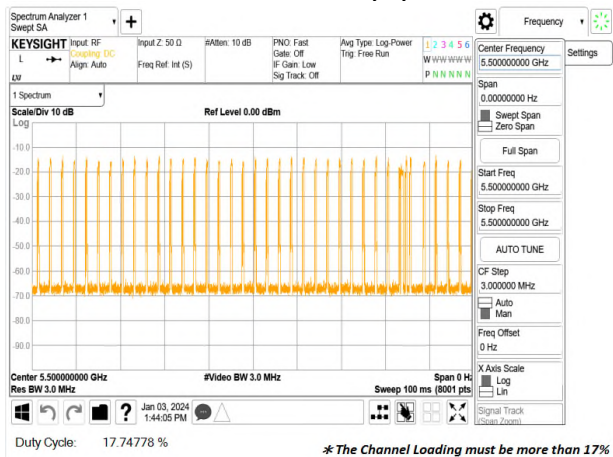 Spectrum Analyzer 1
Swept SA
+
Frequency
KEYSIGHT Input: RF Input Z: 50 Ω #Atten: 10 dB PNO: Fast Avg Type: Log-Power 1 2 3 4 5 6
L Coupling: DC Gate: Off Trig: Free Run W W W W W W
Align: Auto Freq Ref: Int (S) IF Gain: Low P N N N N N
Sig Track: Off
LXI
1 Spectrum
Scale/Div 10 dB Ref Level 0.00 dBm
Log
-10.0
-20.0
-30.0
-40.0
-50.0
-60.0
-70.0
-80.0
-90.0
Center 5.500000000 GHz #Video BW 3.0 MHz Span 0 Hz
Res BW 3.0 MHz Sweep 100 ms (8001 pts)
Center Frequency
5.500000000 GHz
Settings
Span
0.00000000 Hz
Swept Span
Zero Span
Full Span
Start Freq
5.500000000 GHz
Stop Freq
5.500000000 GHz
AUTO TUNE
CF Step
3.000000 MHz
Auto
Man
Freq Offset
0 Hz
X Axis Scale
Log
Lin
Signal Track
(Span Zoom)
? Jan 03, 2024
1:44:05 PM
Duty Cycle: 17.74778 %
* The Channel Loading must be more than 17%